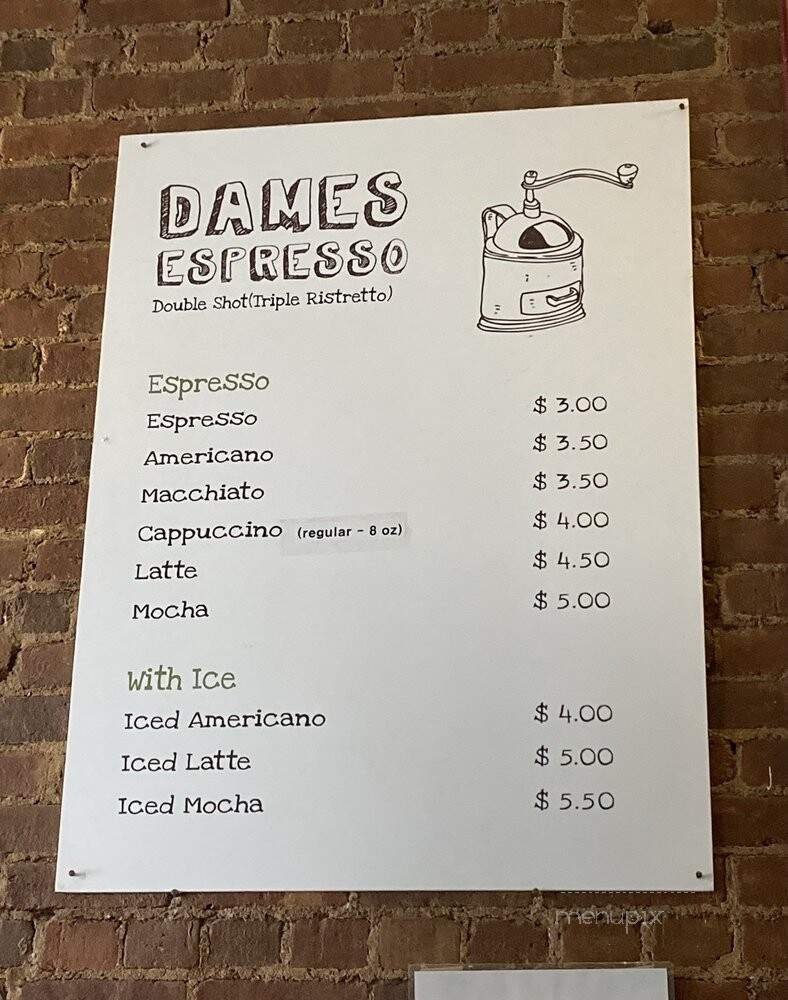 DAMES
ESPRESSO
Double Shot(Triple Ristretto)
Espresso
Espresso $ 3.00
Americano $ 3.50
Macchiato $ 3.50
Cappuccino (regular - 8 oz) $ 4.00
Latte $ 4.50
Mocha $ 5.00
With Ice
Iced Americano $ 4.00
Iced Latte $ 5.00
Iced Mocha $ 5.50
menupix